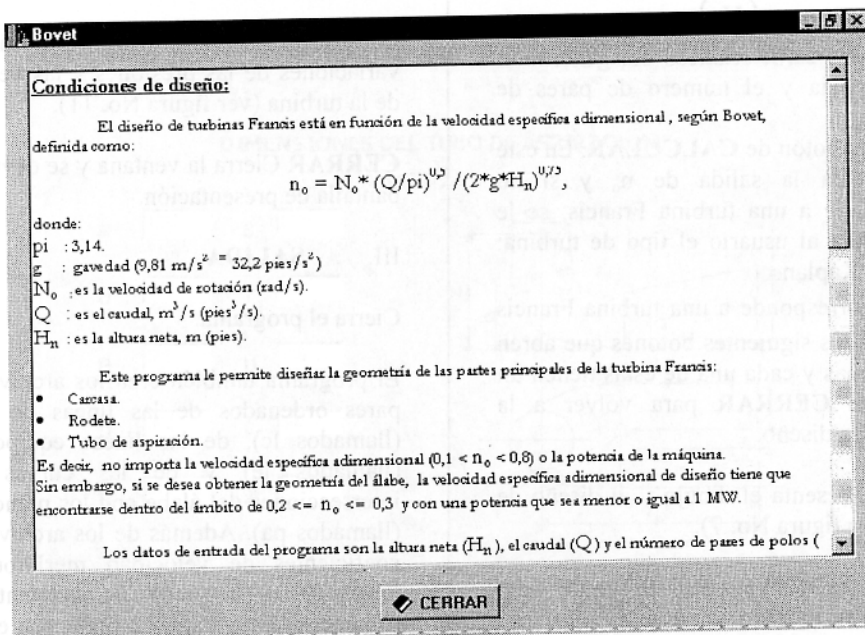 Bovet
Condiciones de diseño:
El diseño de turbinas Francis está en función de la velocidad específica adimensional , según Bovet,
definida como:
n₀ = N₀* (Q/pi)^0,5 /(2*g*Hₙ)^0,75,
donde:
pi : 3,14.
g : gavedad (9,81 m/s² = 32,2 pies/s²)
N₀ : es la velocidad de rotación (rad/s).
Q : es el caudal, m³/s (pies³/s).
Hₙ : es la altura neta, m (pies).
Este programa le permite diseñar la geometría de las partes principales de la turbina Francis:
• Carcasa.
• Rodete.
• Tubo de aspiración.
Es decir, no importa la velocidad específica adimensional (0,1 < n₀ < 0,8) o la potencia de la máquina.
Sin embargo, si se desea obtener la geometría del álabe, la velocidad específica adimensional de diseño tiene que
encontrarse dentro del ámbito de 0,2 <= n₀ <= 0,3 y con una potencia que sea menor o igual a 1 MW.
Los datos de entrada del programa son la altura neta (Hₙ), el caudal (Q) y el número de pares de polos (
CERRAR